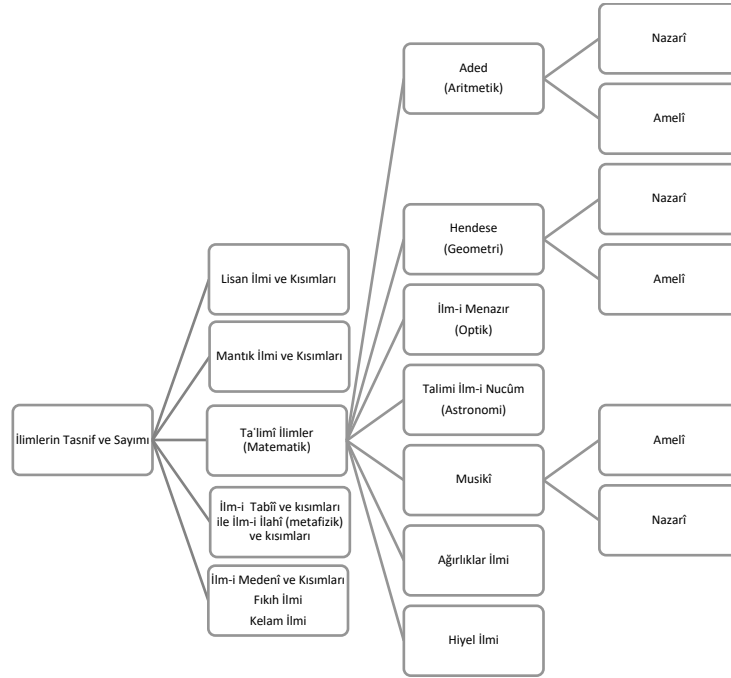 İlimlerin Tasnif ve Sayımı
Lisan İlmi ve Kısımları
Mantık İlmi ve Kısımları
Ta'limî İlimler
(Matematik)
İlm-i Tabîî ve kısımları
ile İlm-i İlahî (metafizik)
ve kısımları
İlm-i Medenî ve Kısımları
Fıkıh İlmi
Kelam İlmi
Aded
(Aritmetik)
Nazarî
Amelî
Hendese
(Geometri)
Nazarî
Amelî
İlm-i Menazır
(Optik)
Talimi İlm-i Nucûm
(Astronomi)
Musikî
Amelî
Nazarî
Ağırlıklar İlmi
Hiyel İlmi